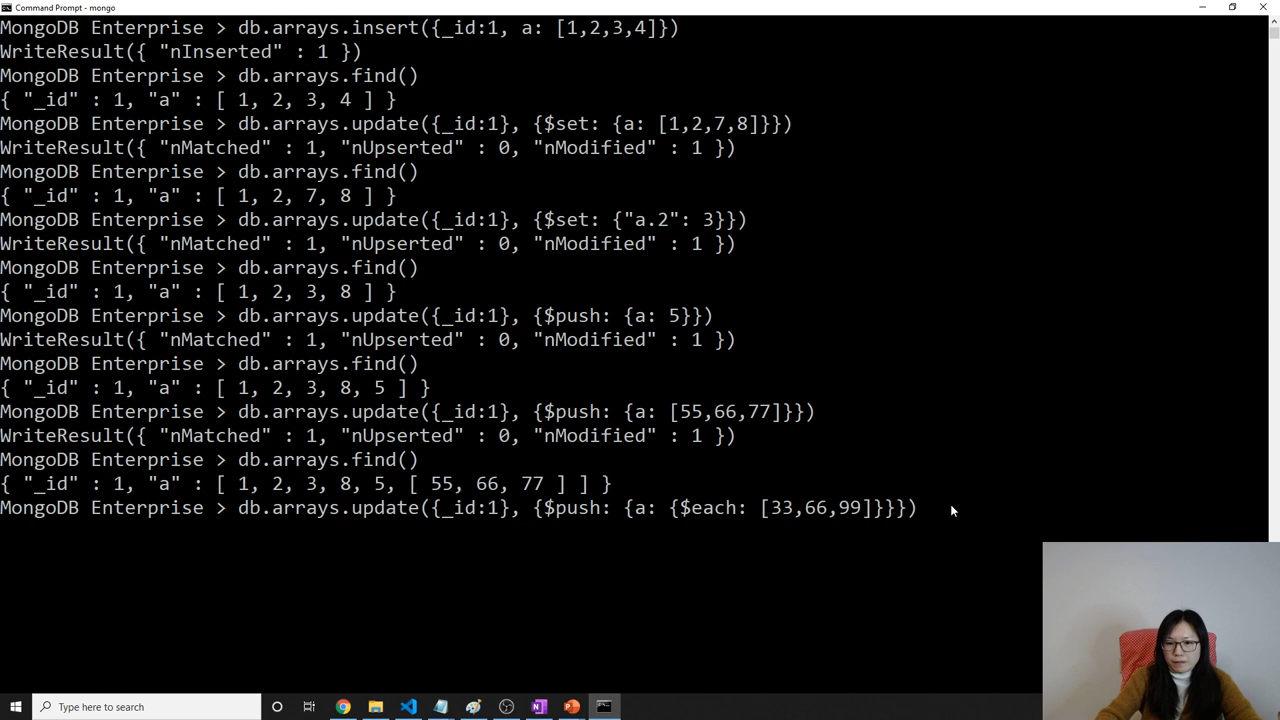 Command Prompt - mongo
MongoDB Enterprise > db.arrays.insert({_id:1, a: [1,2,3,4]})
WriteResult({ "nInserted" : 1 })
MongoDB Enterprise > db.arrays.find()
{ "_id" : 1, "a" : [ 1, 2, 3, 4 ] }
MongoDB Enterprise > db.arrays.update({_id:1}, {$set: {a: [1,2,7,8]}})
WriteResult({ "nMatched" : 1, "nUpserted" : 0, "nModified" : 1 })
MongoDB Enterprise > db.arrays.find()
{ "_id" : 1, "a" : [ 1, 2, 7, 8 ] }
MongoDB Enterprise > db.arrays.update({_id:1}, {$set: {"a.2": 3}})
WriteResult({ "nMatched" : 1, "nUpserted" : 0, "nModified" : 1 })
MongoDB Enterprise > db.arrays.find()
{ "_id" : 1, "a" : [ 1, 2, 3, 8 ] }
MongoDB Enterprise > db.arrays.update({_id:1}, {$push: {a: 5}})
WriteResult({ "nMatched" : 1, "nUpserted" : 0, "nModified" : 1 })
MongoDB Enterprise > db.arrays.find()
{ "_id" : 1, "a" : [ 1, 2, 3, 8, 5 ] }
MongoDB Enterprise > db.arrays.update({_id:1}, {$push: {a: [55,66,77]}})
WriteResult({ "nMatched" : 1, "nUpserted" : 0, "nModified" : 1 })
MongoDB Enterprise > db.arrays.find()
{ "_id" : 1, "a" : [ 1, 2, 3, 8, 5, [ 55, 66, 77 ] ] }
MongoDB Enterprise > db.arrays.update({_id:1}, {$push: {a: {$each: [33,66,99]}}})
Type here to search